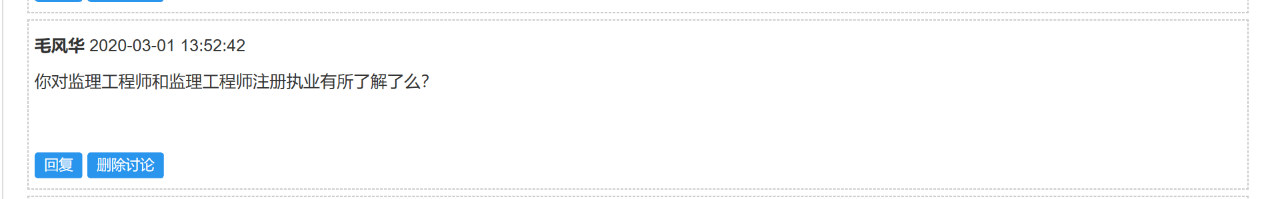 毛风华 2020-03-01 13:52:42
你对监理工程师和监理工程师注册执业有所了解了么？
回复 删除讨论